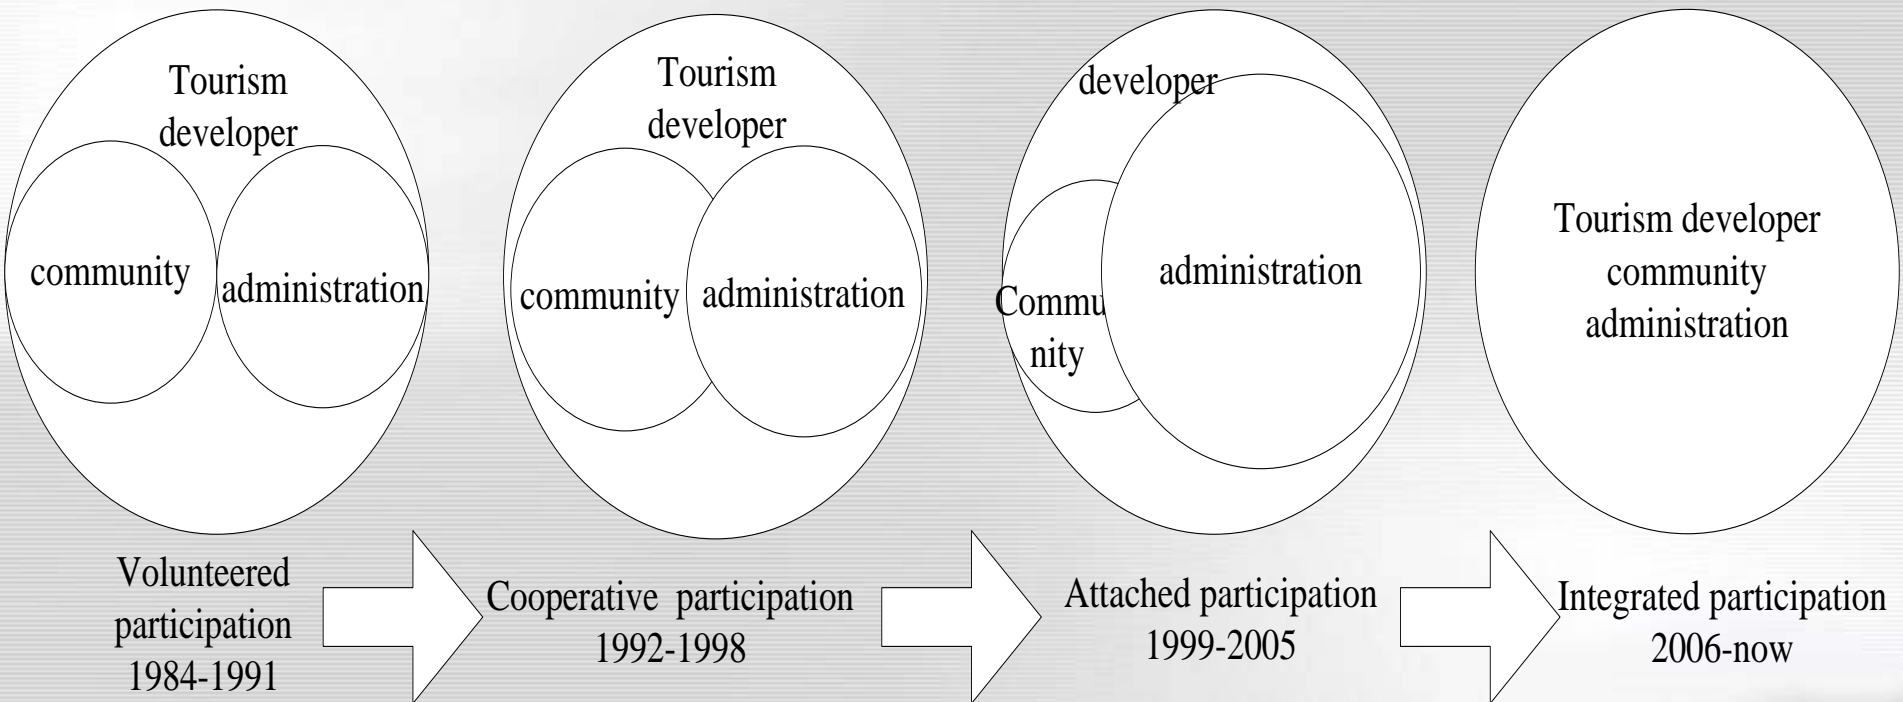 Tourism
developer
community
administration
Volunteered
participation
1984-1991
Tourism
developer
community
administration
Cooperative participation
1992-1998
developer
Commu
nity
administration
Attached participation
1999-2005
Tourism developer
community
administration
Integrated participation
2006-now